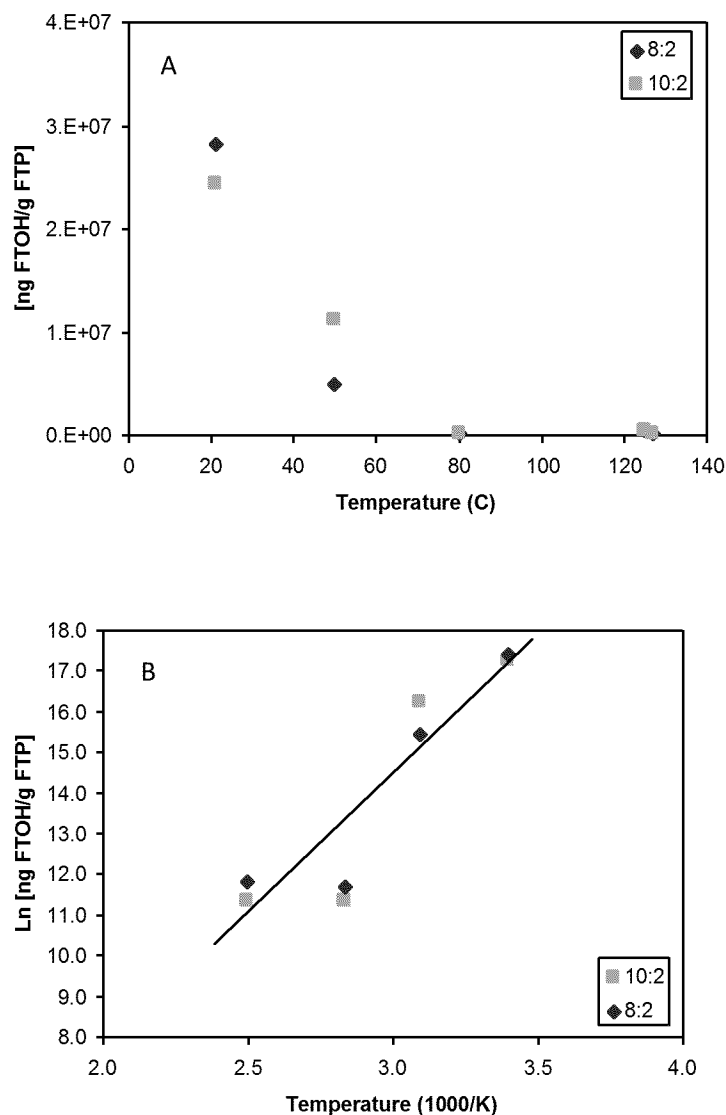 A
8:2
10:2
[ng FTOH/g FTP]
4.E+07
3.E+07
2.E+07
1.E+07
0.E+00
0 20 40 60 80 100 120 140
Temperature (C)
B
Ln [ng FTOH/g FTP]
18.0
17.0
16.0
15.0
14.0
13.0
12.0
11.0
10.0
9.0
8.0
10:2
8:2
2.0 2.5 3.0 3.5 4.0
Temperature (1000/K)